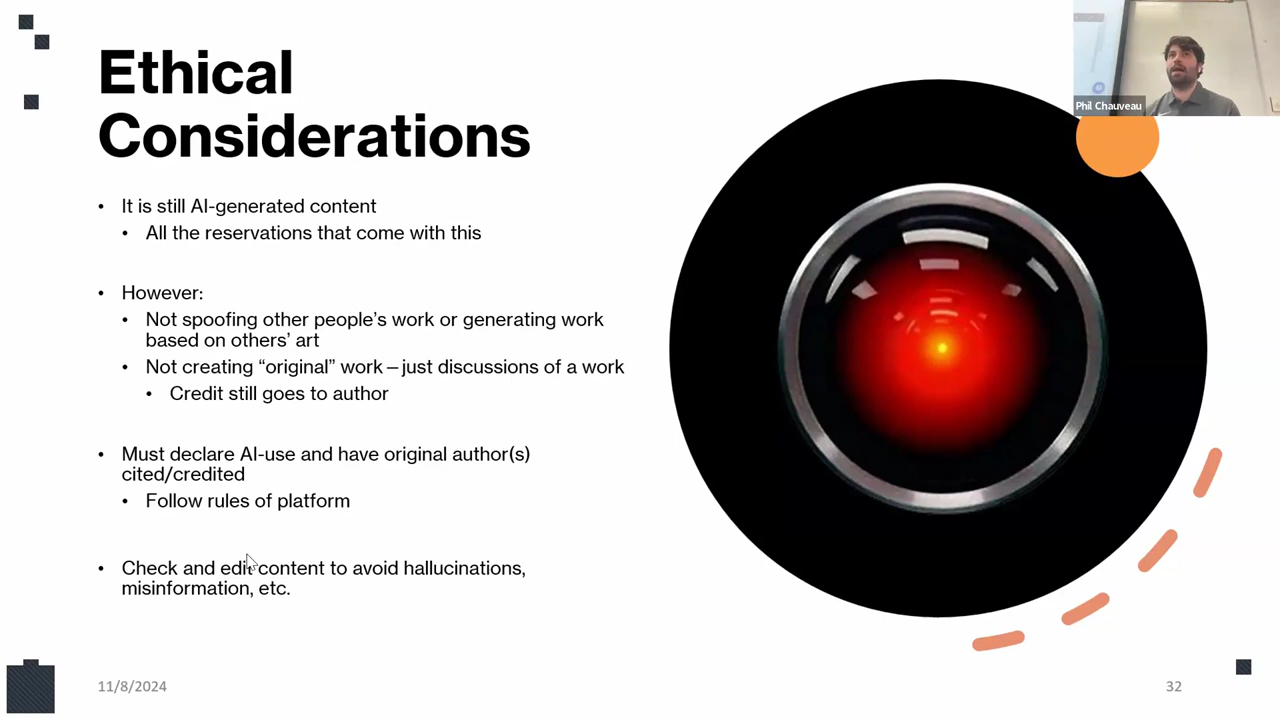 Ethical
Considerations
Phil Chauveau
• It is still AI-generated content
• All the reservations that come with this
• However:
• Not spoofing other people’s work or generating work
based on others’ art
• Not creating “original” work – just discussions of a work
• Credit still goes to author
• Must declare AI-use and have original author(s)
cited/credited
• Follow rules of platform
• Check and edit content to avoid hallucinations,
misinformation, etc.
11/8/2024
32